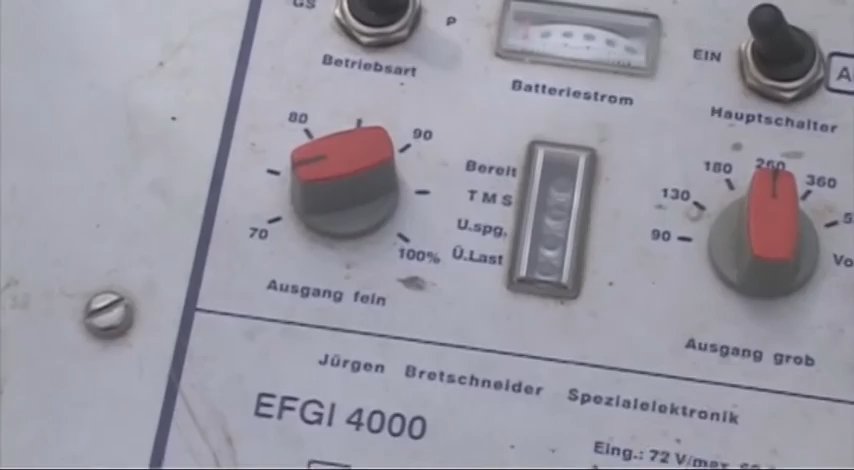 GS
P
Betriebsart
Batteriestrom
EIN
Hauptschalter
80
90
70
100%
Ausgang fein
Bereit
T M S
U.spg.
Ü.Last
90
130
180
260
360
Ausgang grob
Jürgen Bretschneider Spezialelektronik
EFGI 4000
Eing.: 72 V/max.